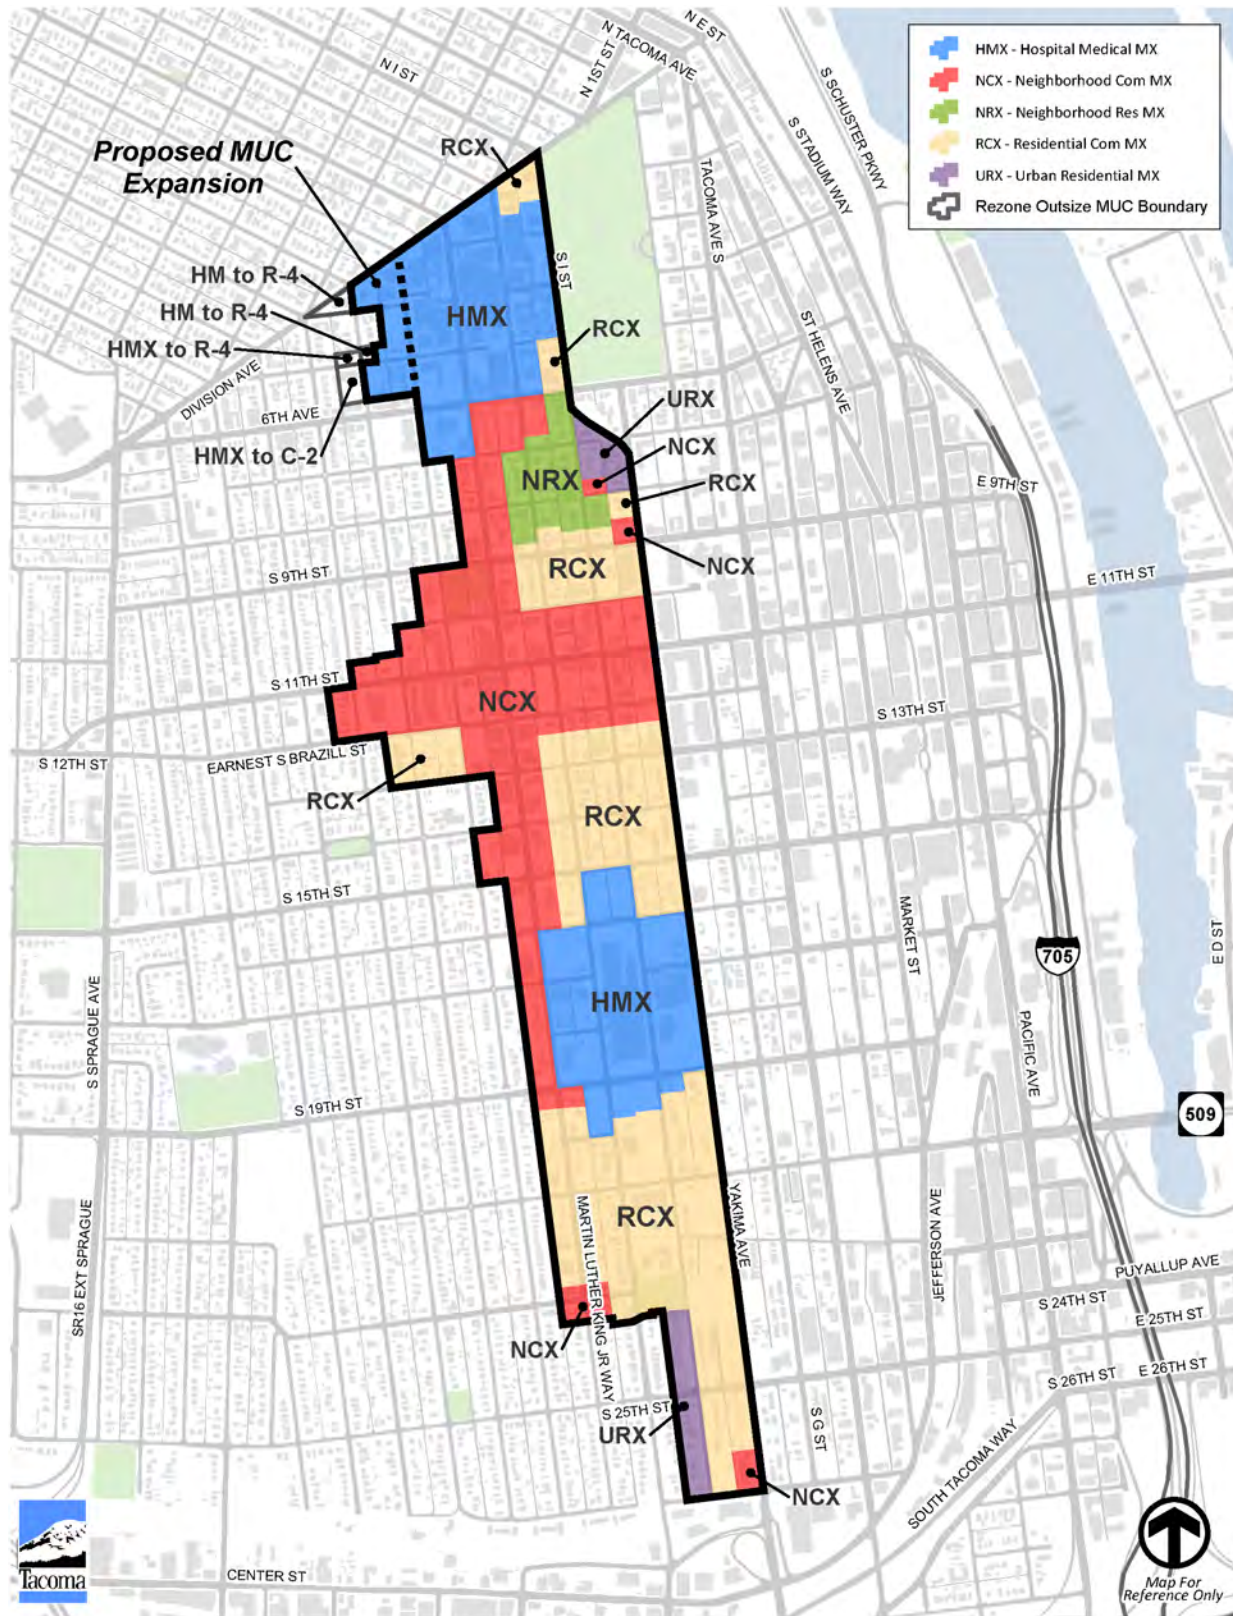 N E ST
N TACOMA AVE
N 1ST ST
N I ST
S SCHUSTER PKWY
S STADIUM WAY
HMX - Hospital Medical MX
NCX - Neighborhood Com MX
NRX - Neighborhood Res MX
RCX - Residential Com MX
URX - Urban Residential MX
Rezone Outsize MUC Boundary
Proposed MUC
Expansion
RCX
TACOMA AVE S
S I ST
HM to R-4
HM to R-4
HMX to R-4
HMX
RCX
ST HELENS AVE
DIVISION AVE
6TH AVE
HMX to C-2
URX
NCX
NRX
RCX
E 9TH ST
NCX
RCX
S 9TH ST
E 11TH ST
S 11TH ST
NCX
S 13TH ST
EARNEST S BRAZILL ST
S 12TH ST
RCX
RCX
S 15TH ST
MARKET ST
705
E D ST
HMX
S SPRAGUE AVE
PACIFIC AVE
S 19TH ST
509
MARTIN LUTHER KING JR WAY
RCX
YAKIMA AVE
JEFFERSON AVE
SR16 EXT SPRAGUE
PUYALLUP AVE
S 24TH ST
E 25TH ST
NCX
S 26TH ST
E 26TH ST
S 25TH ST
URX
S G ST
SOUTH TACOMA WAY
NCX
Tacoma
CENTER ST
Map For
Reference Only